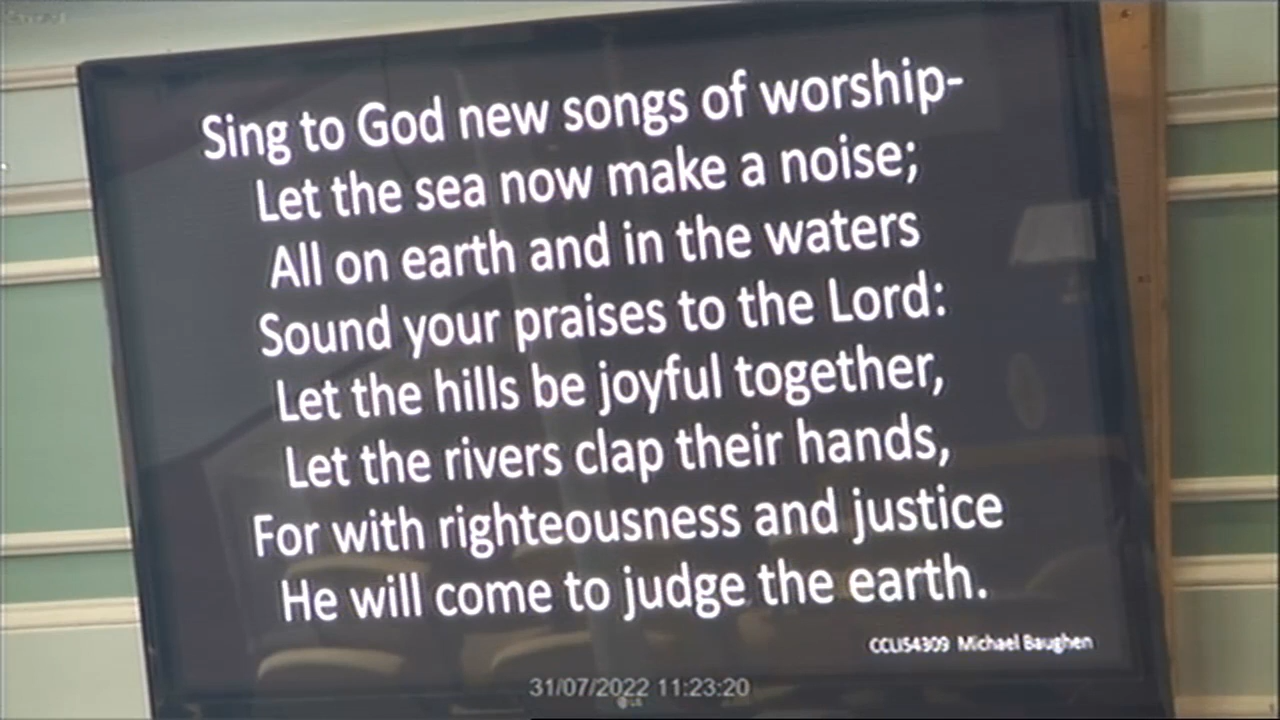 Sing to God new songs of worship-
Let the sea now make a noise;
All on earth and in the waters
Sound your praises to the Lord:
Let the hills be joyful together,
Let the rivers clap their hands,
For with righteousness and justice
He will come to judge the earth.
CCLI54309 Michael Baughen
31/07/2022 11:23:20
LG